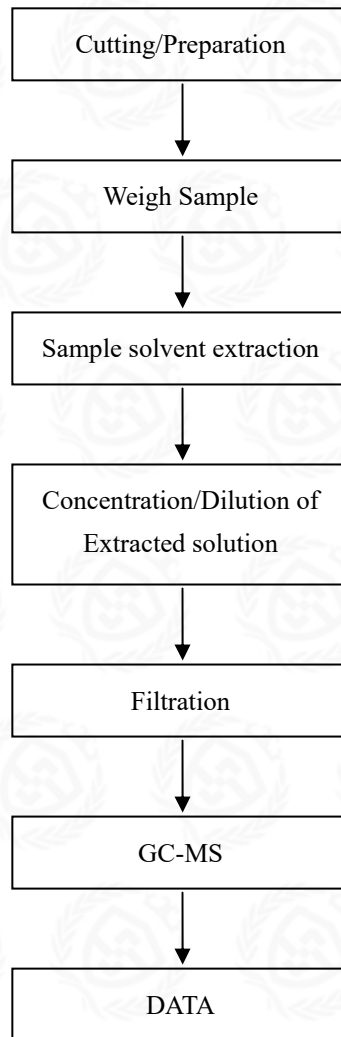 Cutting/Preparation
Weigh Sample
Sample solvent extraction
Concentration/Dilution of
Extracted solution
Filtration
GC-MS
DATA